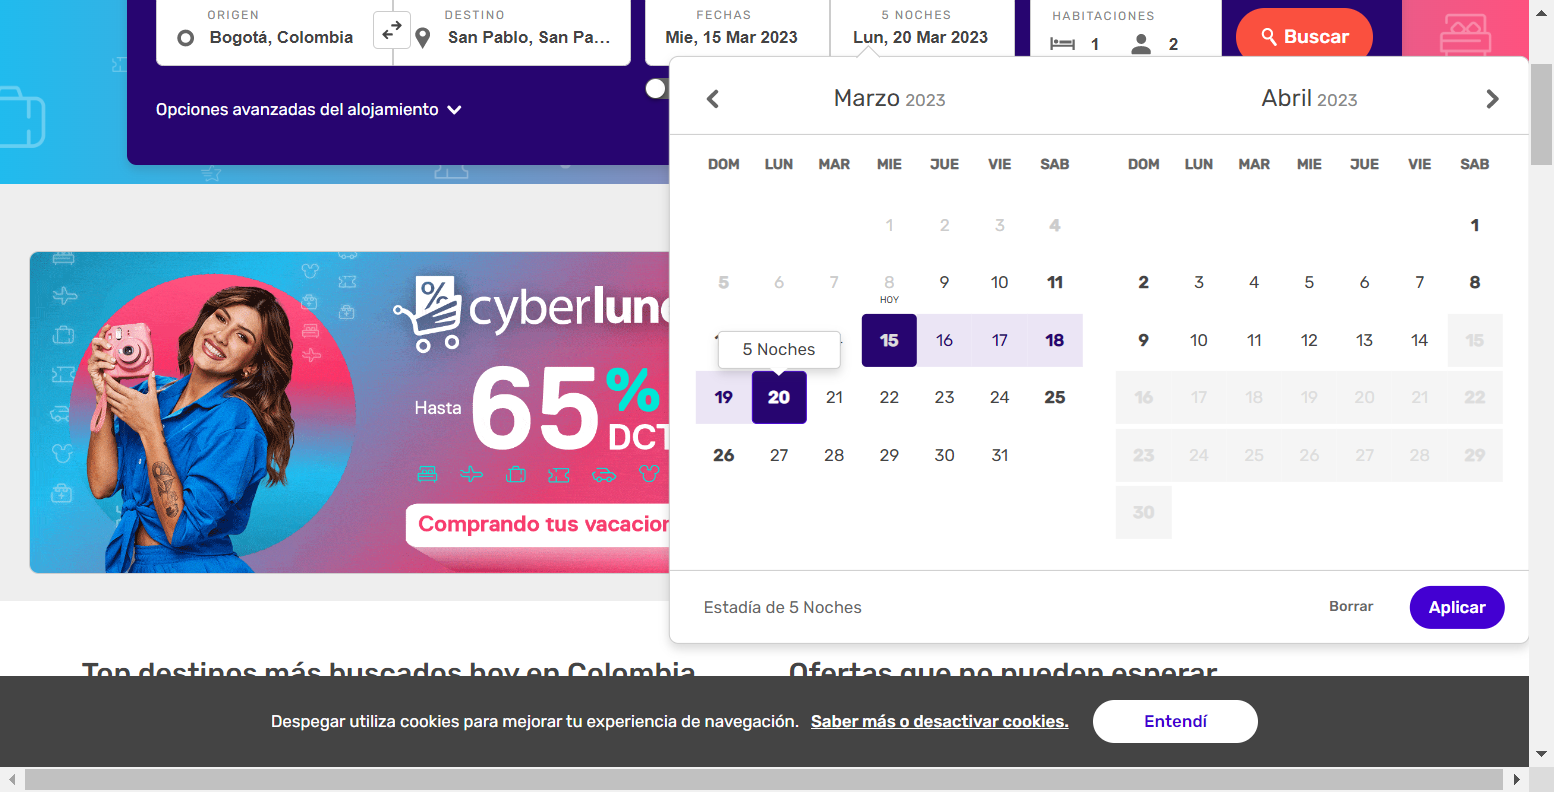 ORIGEN
DESTINO
FECHAS
5 NOCHES
HABITACIONES
Bogotá, Colombia
San Pablo, San Pa...
Mie, 15 Mar 2023
Lun, 20 Mar 2023
1
2
Buscar
Opciones avanzadas del alojamiento
Marzo 2023
Abril 2023
DOM LUN MAR MIE JUE VIE SAB
1 2 3 4
5 6 7 8 9 10 11
HOY
15 16 17 18
5 Noches
19 20 21 22 23 24 25
26 27 28 29 30 31
DOM LUN MAR MIE JUE VIE SAB
1
2 3 4 5 6 7 8
9 10 11 12 13 14 15
16 17 18 19 20 21 22
23 24 25 26 27 28 29
30
Estadía de 5 Noches
Borrar
Aplicar
%
cyber
Hasta 65%
Comprando tus
Top destinos más buscados hoy en Colombia
Ofertas que no pueden esperar
Despegar utiliza cookies para mejorar tu experiencia de navegación. Saber más o desactivar cookies.
Entendí